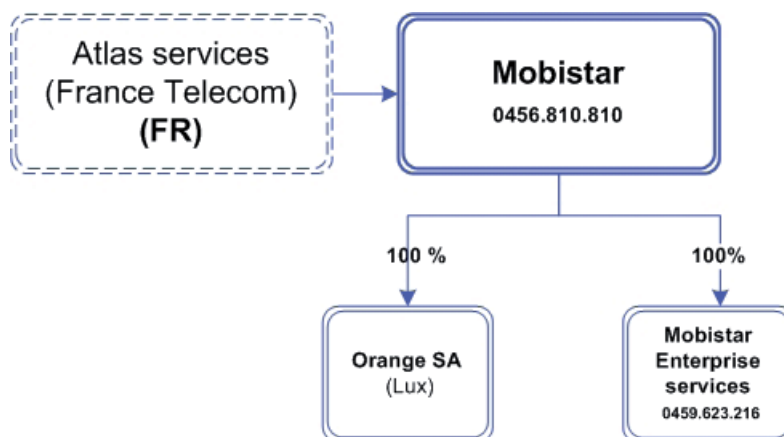 Atlas services
(France Telecom)
(FR)
Mobistar
0456.810.810
100 %
100%
Orange SA
(Lux)
Mobistar
Enterprise
services
0459.623.216